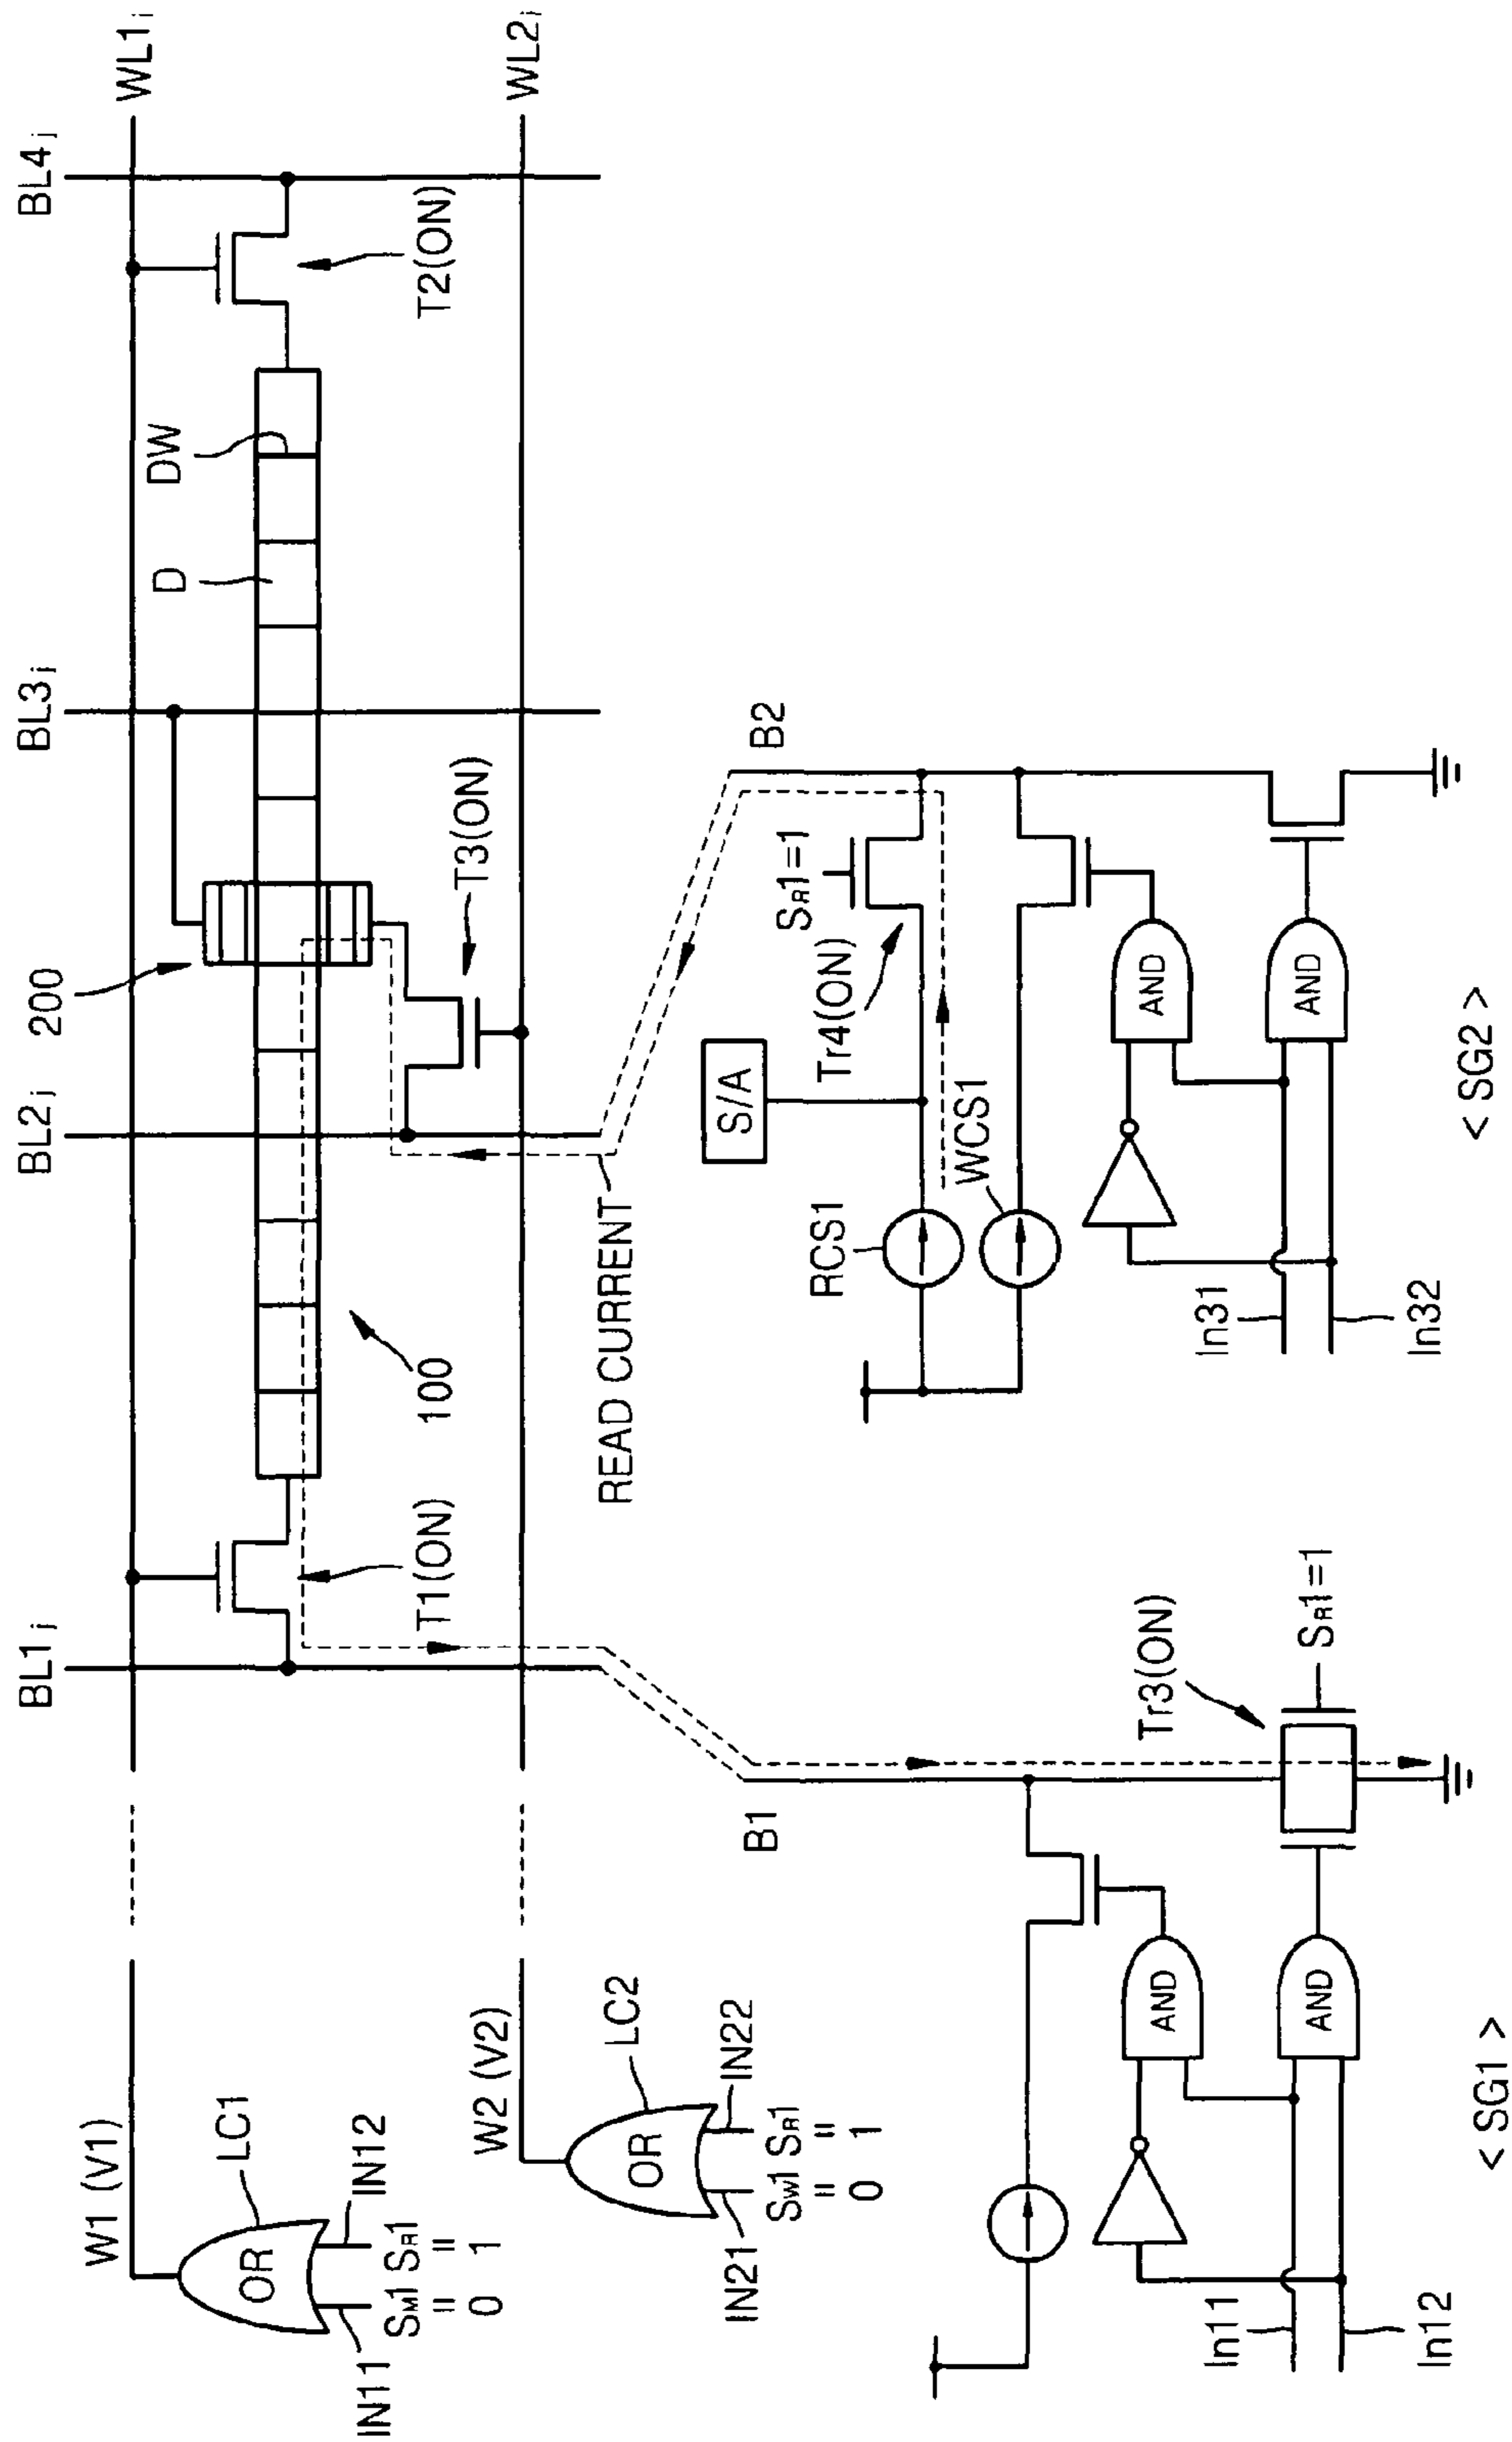 BL1j
BL2j
200
BL3j
BL4j
W1 (V1)
WL1i
LC1
OR
IN11
IN12
SM1 SR1
= =
0 1
D
DW
T1(ON)
100
T3(ON)
T2(ON)
W2 (V2)
WL2i
LC2
OR
IN21
IN22
SW1 SR1
= =
0 1
READ CURRENT
B1
B2
S/A
SR1=1
Tr4(ON)
RCS1
WCS1
AND
AND
In11
In12
Tr3(ON)
SR1=1
AND
AND
In31
In32
< SG1 >
< SG2 >